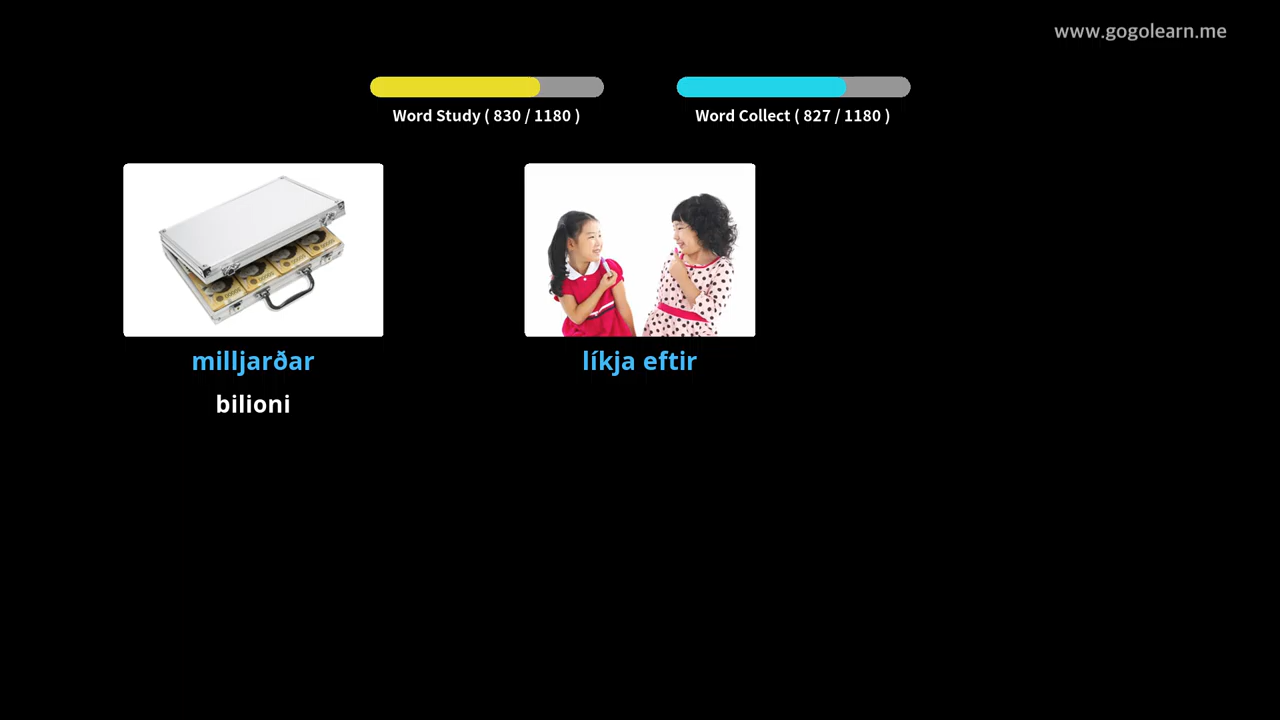 www.gogolearn.me
Word Study ( 830 / 1180 )
Word Collect ( 827 / 1180 )
milljarðar
líkja eftir
bilioni